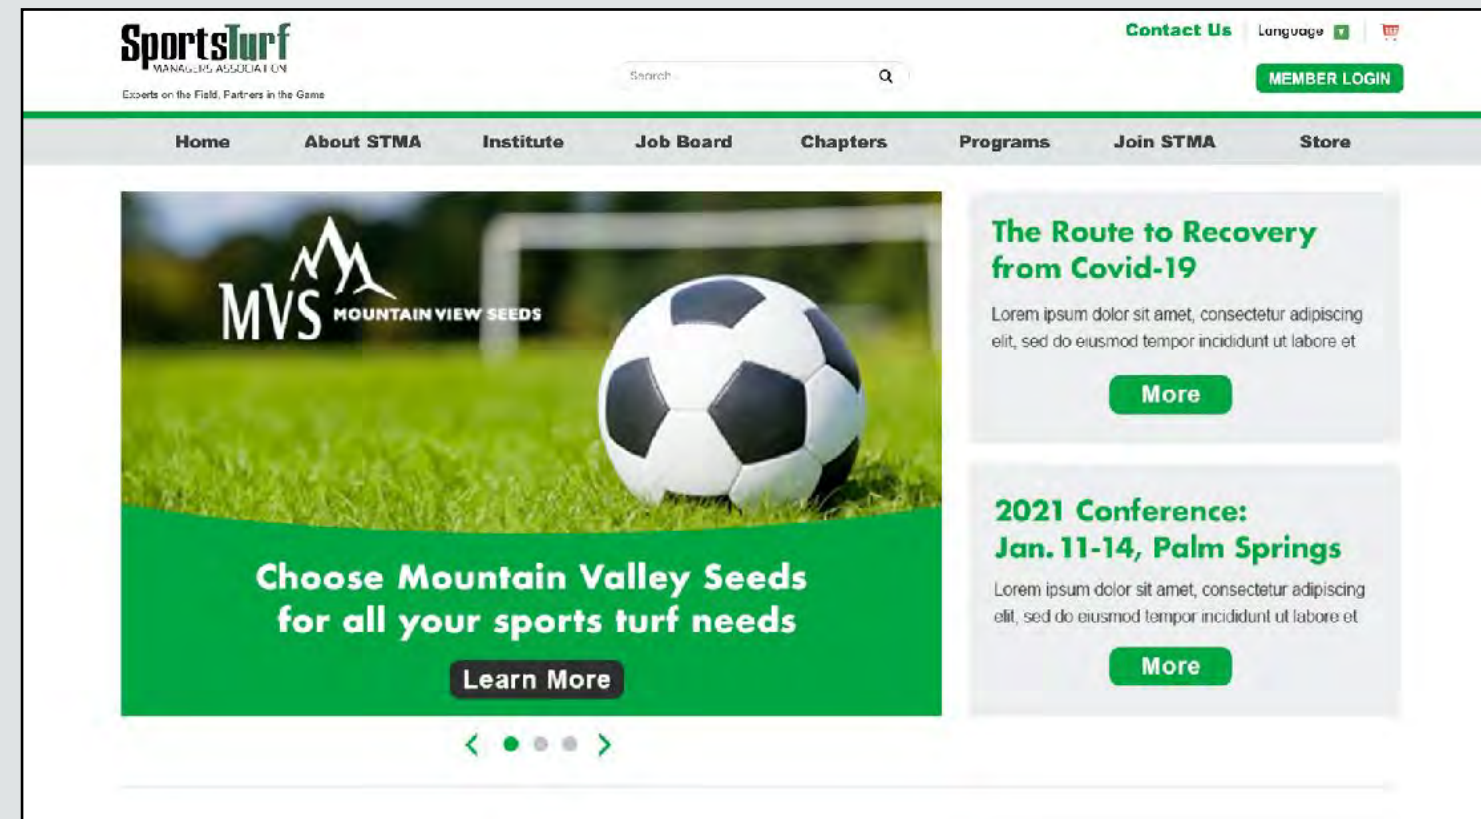 SportsTurf
MANAGERS ASSOCIATION
Experts on the Field, Partners in the Game
Search
Contact Us
Language
MEMBER LOGIN
Home
About STMA
Institute
Job Board
Chapters
Programs
Join STMA
Store
MVS
MOUNTAIN VIEW SEEDS
Choose Mountain Valley Seeds
for all your sports turf needs
Learn More
The Route to Recovery
from Covid-19
Lorem ipsum dolor sit amet, consectetur adipiscing
elit, sed do eiusmod tempor incididunt ut labore et
More
2021 Conference:
Jan. 11-14, Palm Springs
Lorem ipsum dolor sit amet, consectetur adipiscing
elit, sed do eiusmod tempor incididunt ut labore et
More